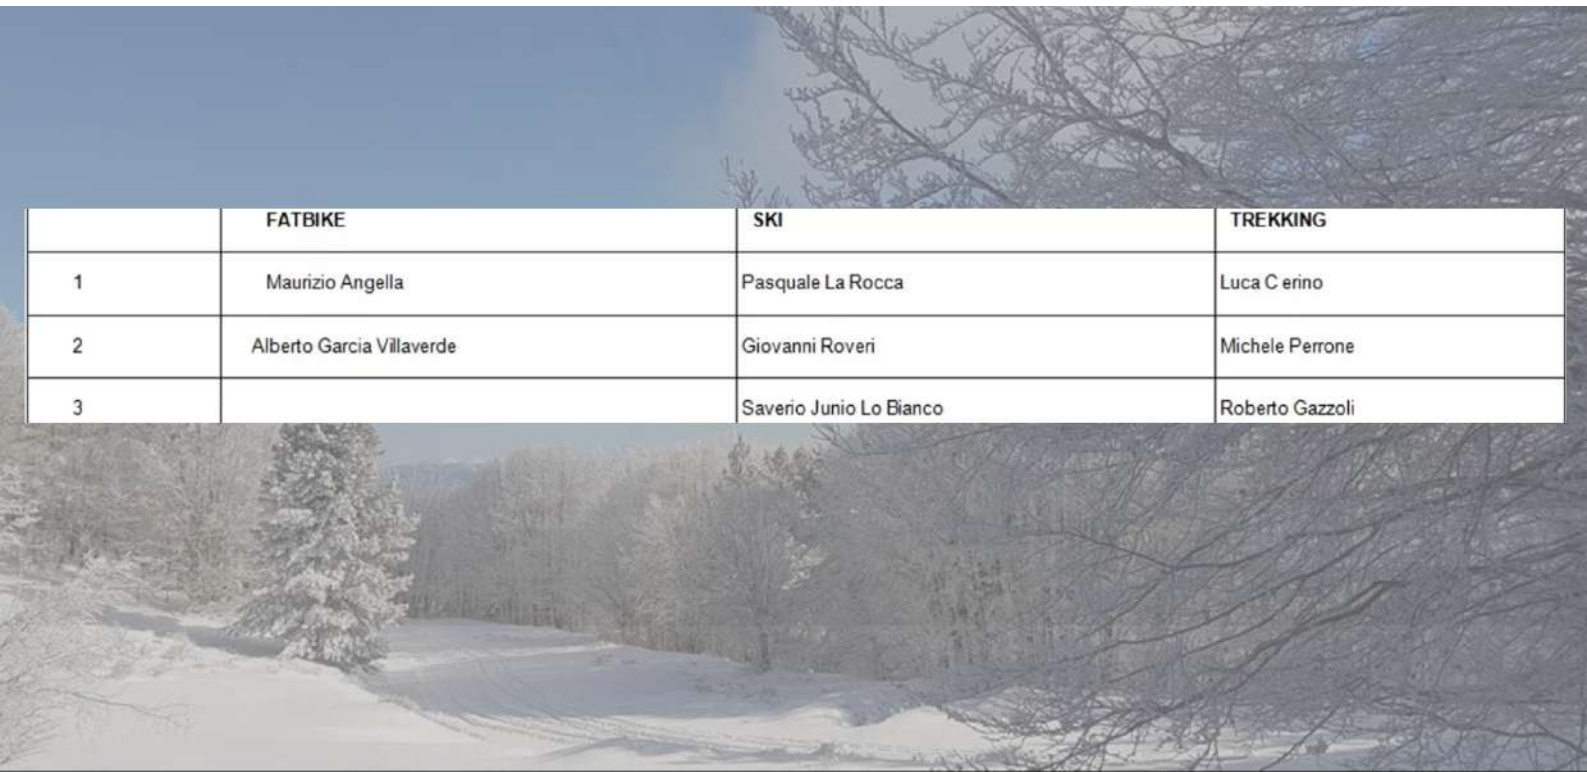 FATBIKE SKI TREKKING
1 Maurizio Angella Pasquale La Rocca Luca C erino
2 Alberto Garcia Villaverde Giovanni Roveri Michele Perrone
3 Saverio Junio Lo Bianco Roberto Gazzoli